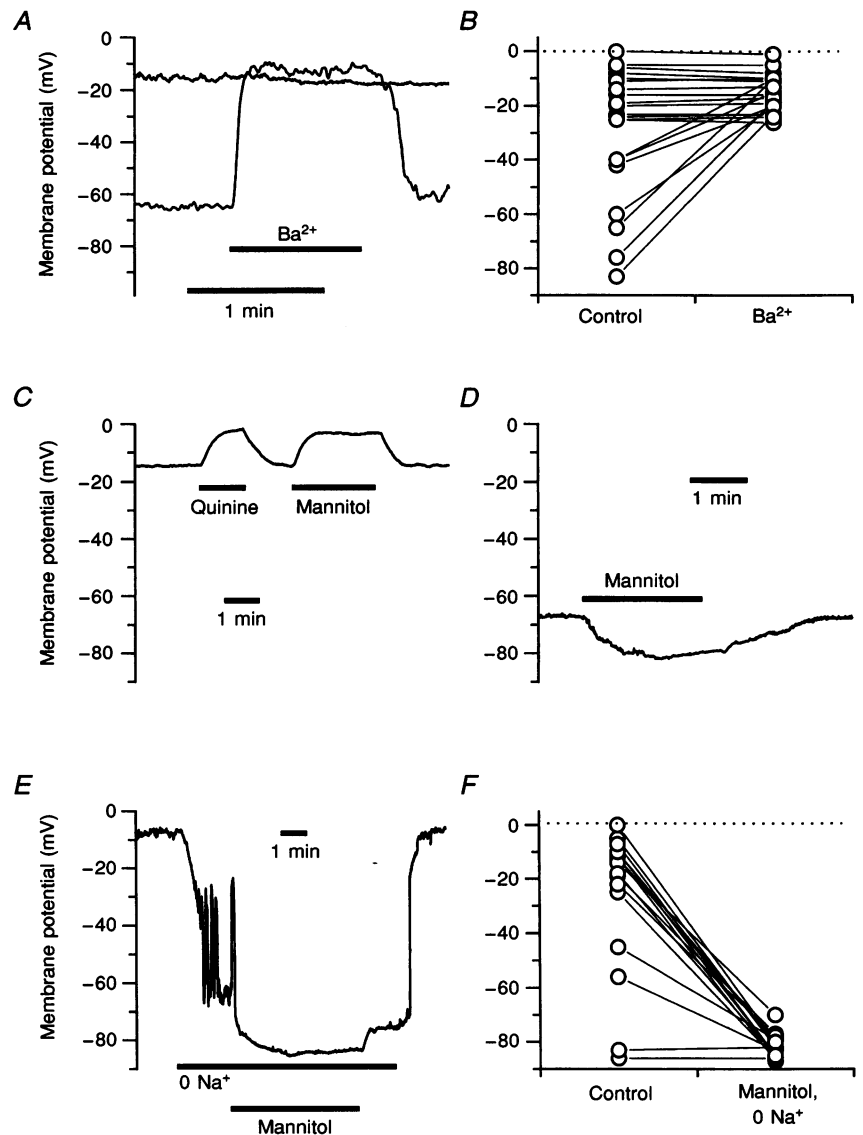 A
Membrane potential (mV)
0
−20
−40
−60
−80
Ba²⁺
1 min
B
0
−20
−40
−60
−80
Control
Ba²⁺
C
Membrane potential (mV)
0
−20
−40
−60
−80
Quinine
Mannitol
1 min
D
0
−20
−40
−60
−80
1 min
Mannitol
E
Membrane potential (mV)
0
−20
−40
−60
−80
1 min
0 Na⁺
Mannitol
F
0
−20
−40
−60
−80
Control
Mannitol,
0 Na⁺